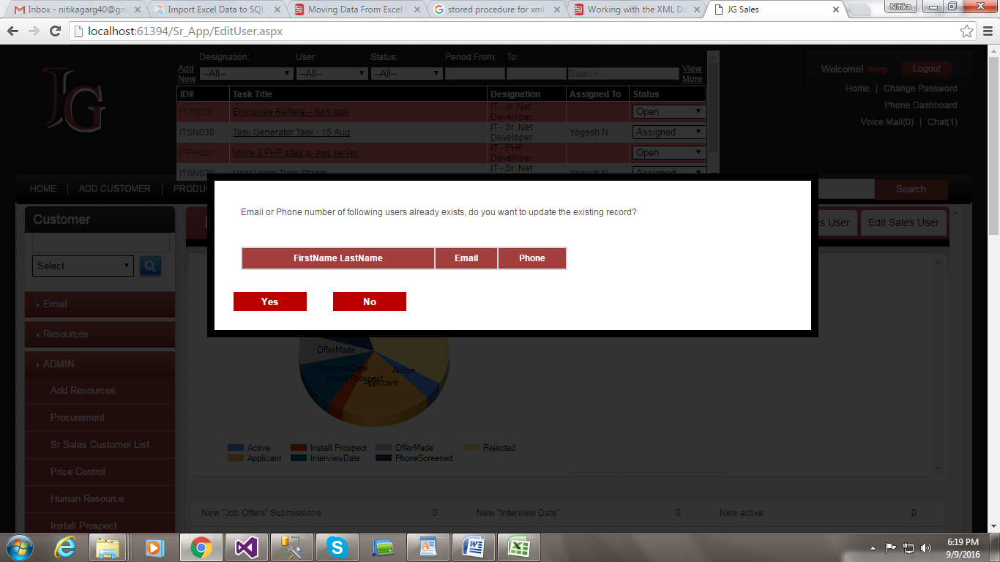 Inbox - nitikagarg40@gm
Import Excel Data to SQL
Moving Data From Excel t
stored procedure for xml
Working with the XML Da
JG Sales
Nitika
localhost:61394/Sr_App/EditUser.aspx
JG
Designation: User: Status: Period From: To:
Add New --All-- --All-- --All-- Search.. View More
ID# Task Title Designation Assigned To Status
ITJN008 Employee Refferal - tech task IT - Jr .Net Developer.. Open
ITSN030 Task Generator Task - 15 Aug IT - Sr .Net Developer Yogesh N Assigned
ITPH001 Move 3 PHP sites to aws server IT - PHP Developer Open
ITSN029 User Login Time Stamp IT - Sr .Net Yogesh N Assigned
Welcome! deep Logout
Home | Change Password
Phone Dashboard
Voice Mail(0) | Chat(1)
HOME | ADD CUSTOMER | PRODU
Search
Customer
Select
Email
Resources
ADMIN
Add Resources
Procurement
Sr Sales Customer List
Price Control
Human Resource
Install Prospect
s User
Edit Sales User
Email or Phone number of following users already exists, do you want to update the existing record?
FirstName LastName Email Phone
Yes No
OfferMade
InterviewDate
Install Prospect
Applicant
Active
Active Install Prospect OfferMade Rejected
Applicant InterviewDate PhoneScreened
New "Job Offers" Submissions 0 New "Interview Date" 0 New active 0
6:19 PM
9/9/2016